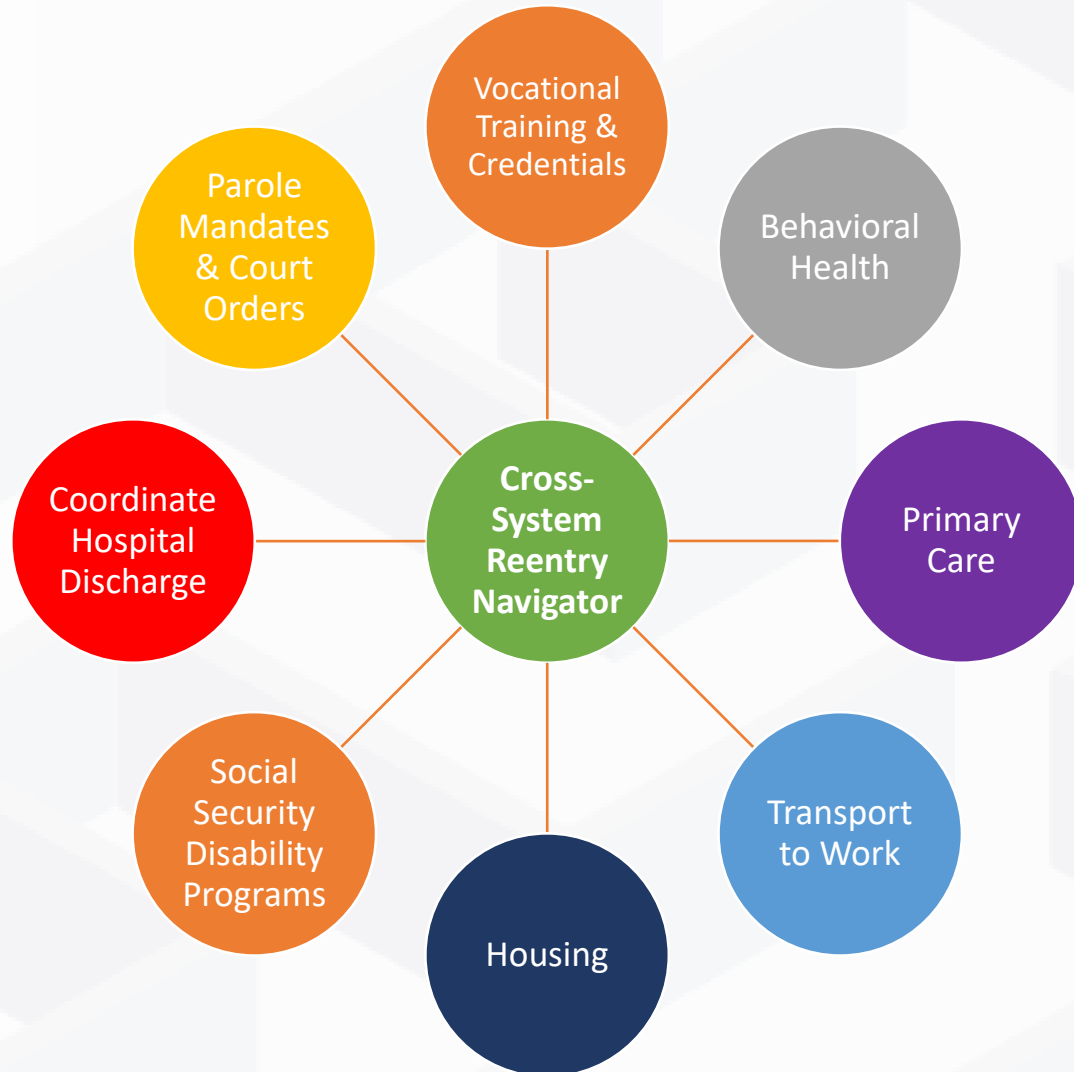 Vocational
Training &
Credentials
Behavioral
Health
Primary
Care
Transport
to Work
Housing
Social
Security
Disability
Programs
Coordinate
Hospital
Discharge
Parole
Mandates
& Court
Orders
Cross-
System
Reentry
Navigator